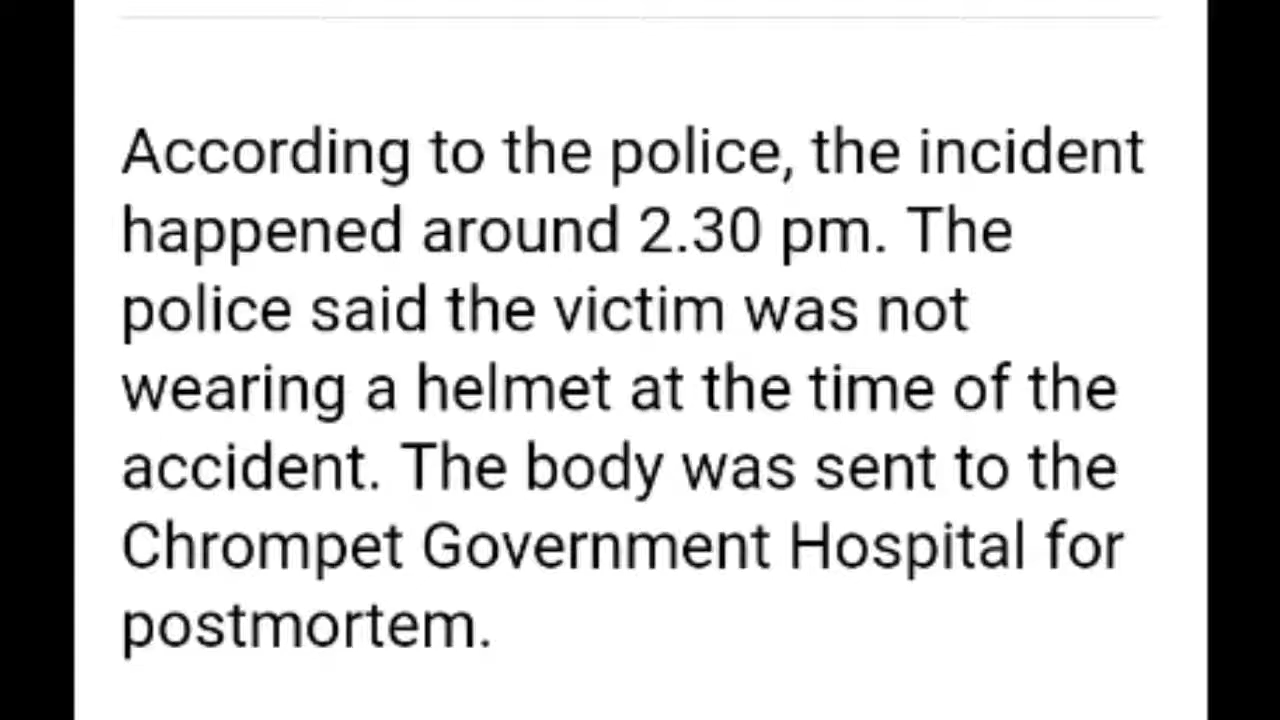 According to the police, the incident
happened around 2.30 pm. The
police said the victim was not
wearing a helmet at the time of the
accident. The body was sent to the
Chrompet Government Hospital for
postmortem.